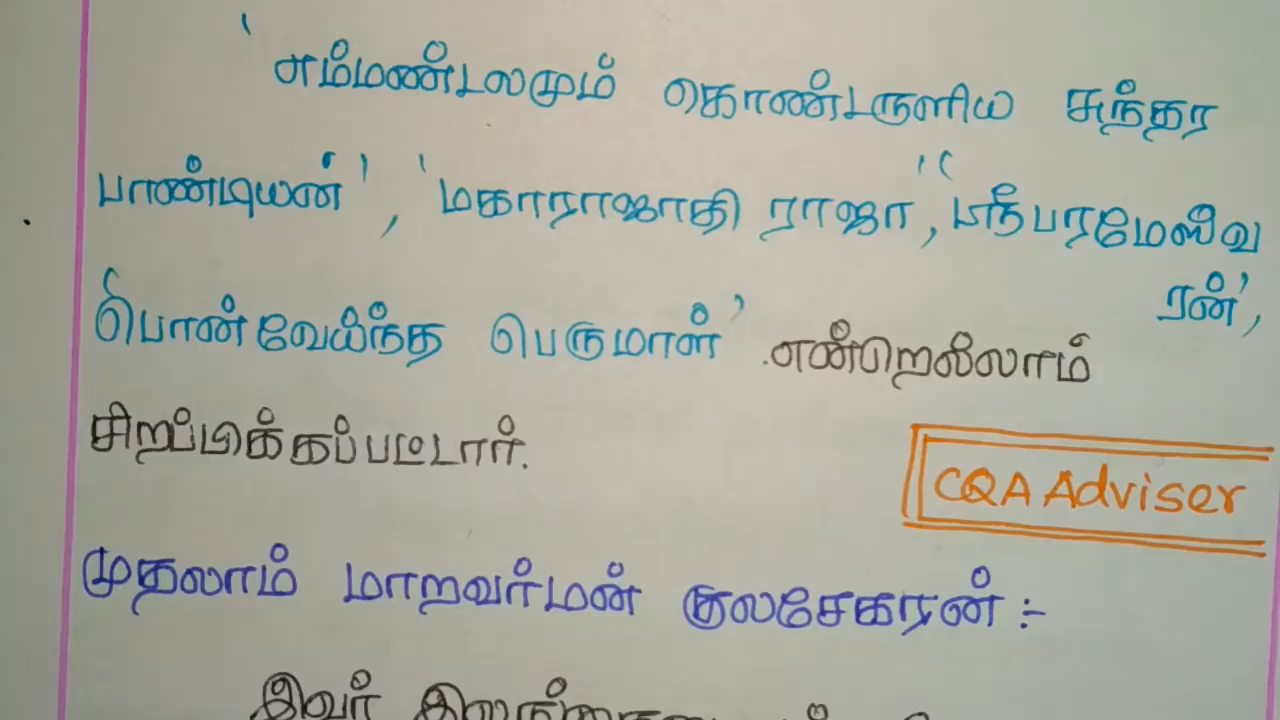 'எம்மண்டலமும் கொண்டருளிய சுந்தர
பாண்டியன்', 'மகாராஜாதி ராஜா', 'ஸ்ரீபரமேஸ்வ
ரன்',
'பொன்வேய்ந்த பெருமாள்' என்றெல்லாம்
சிறப்பிக்கப்பட்டார்.
CQA Adviser
முதலாம் மாறவர்மன் குலசேகரன் :-
இவர்